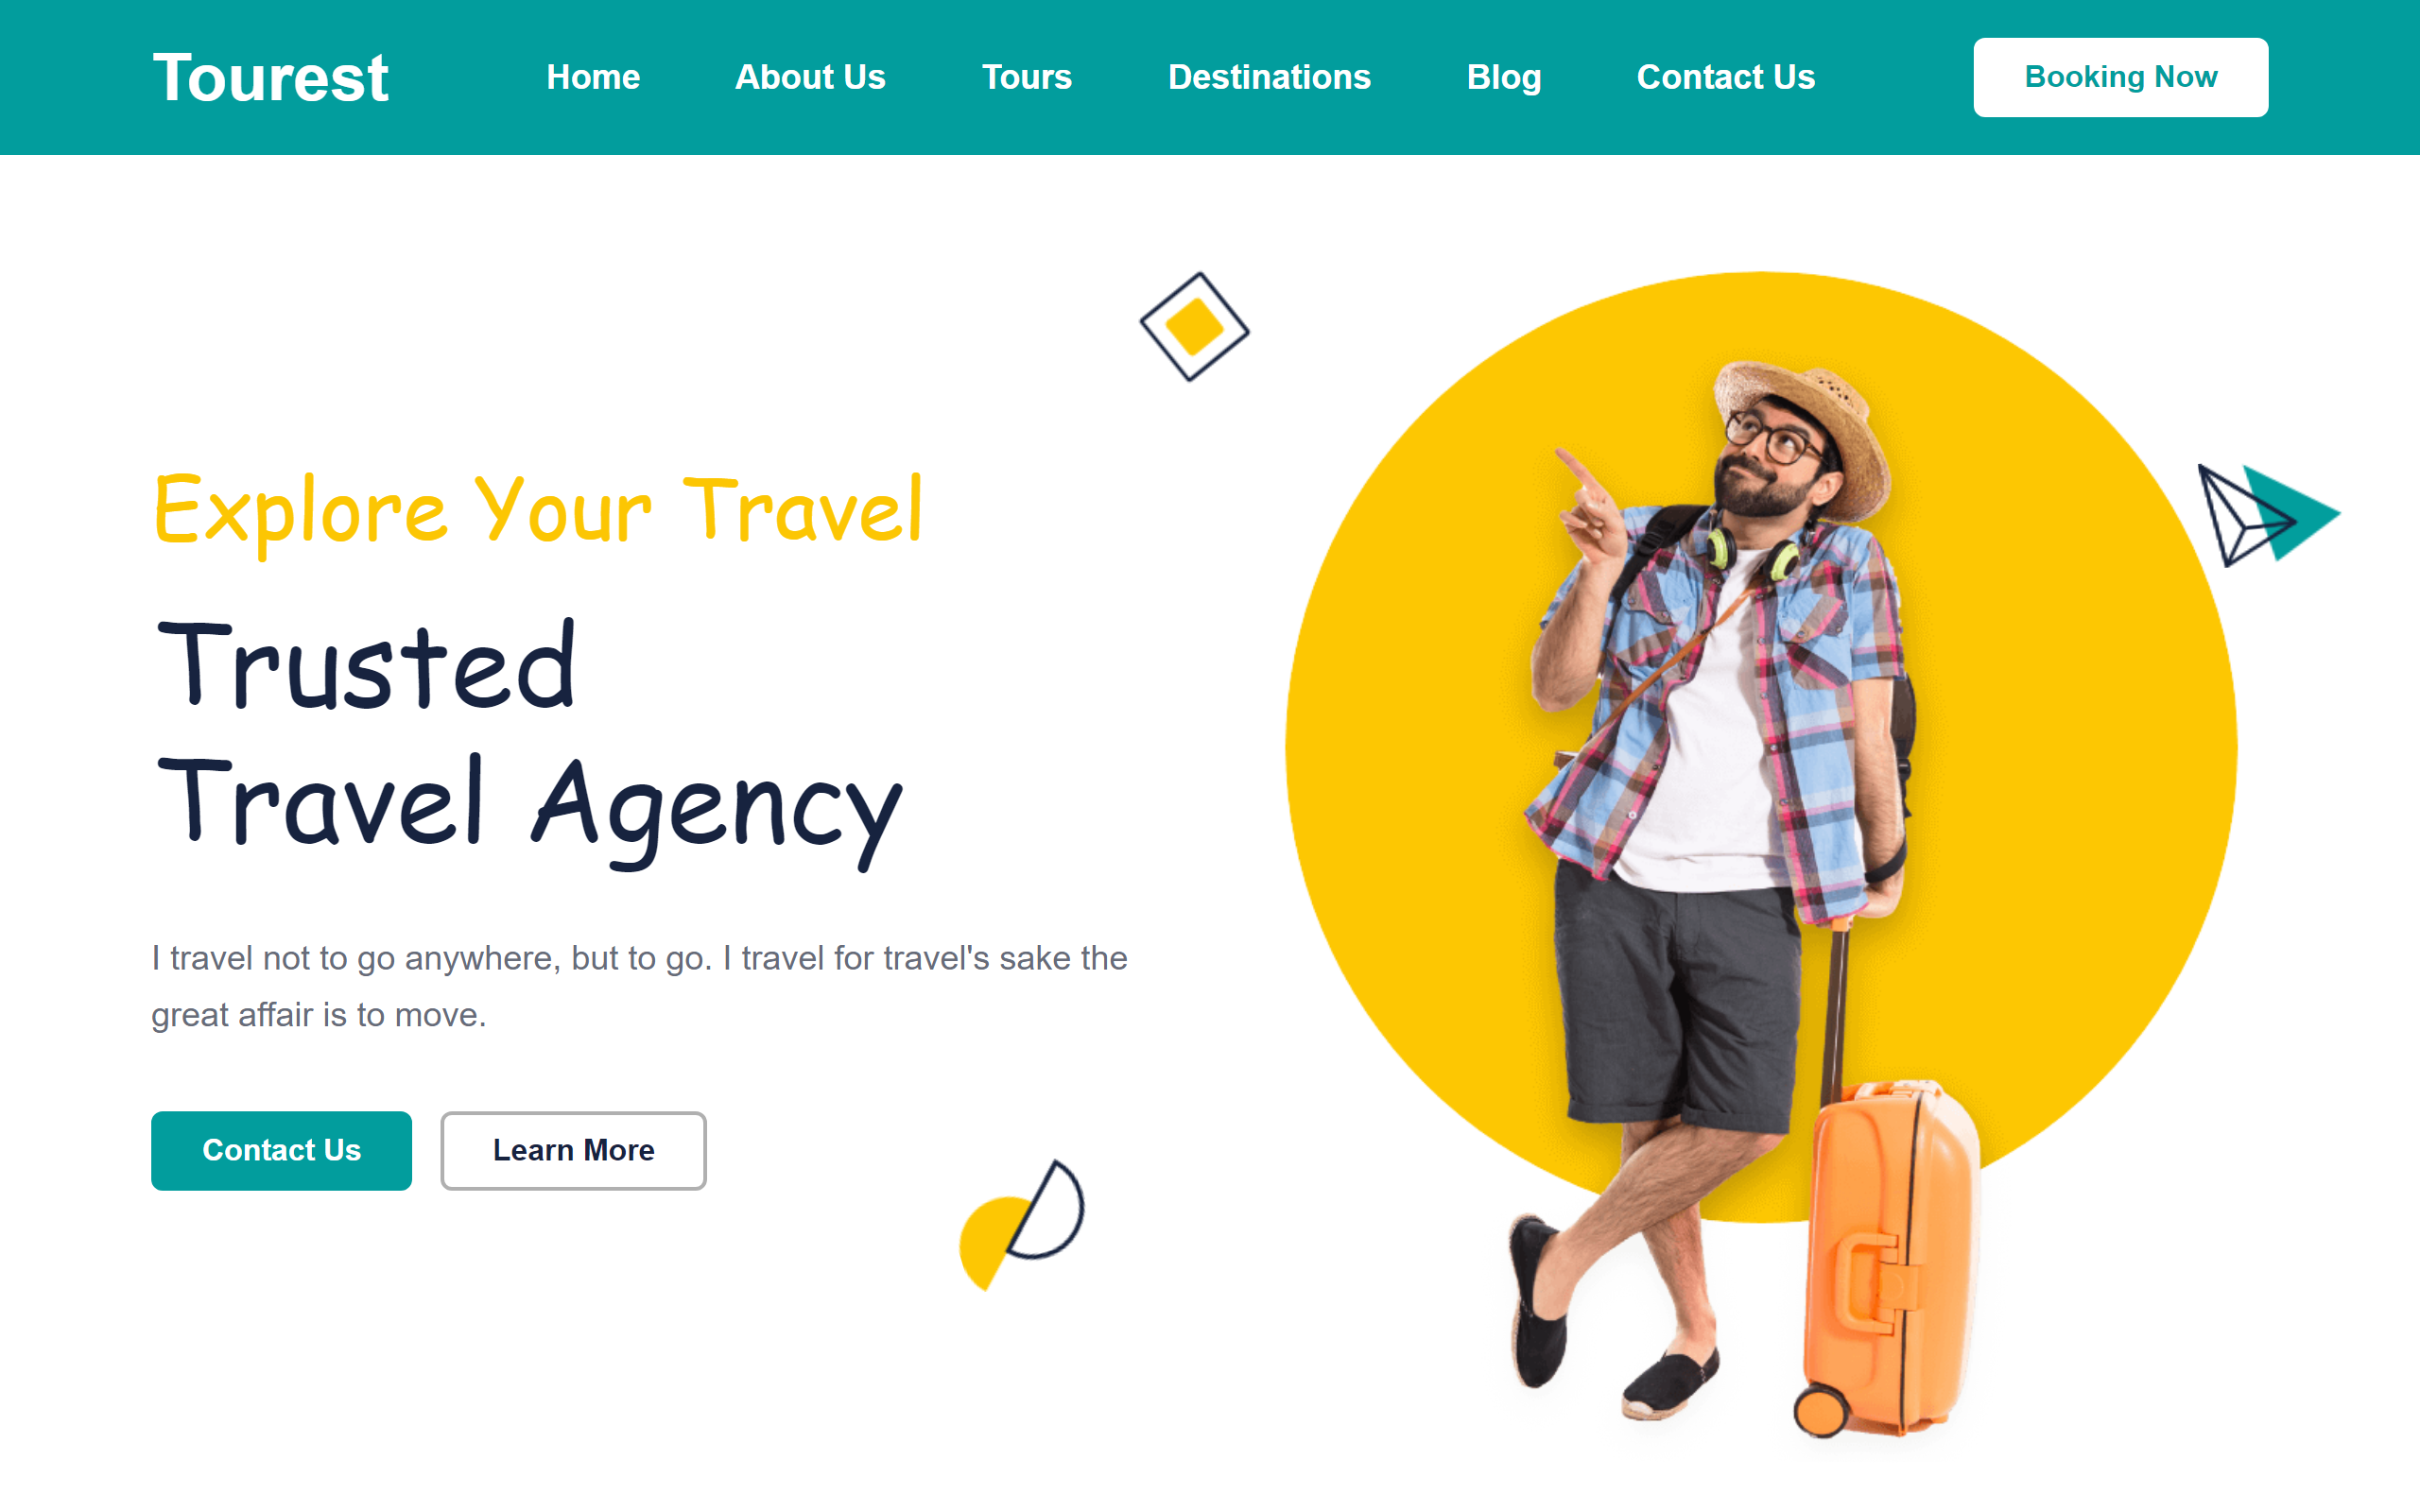 Tourest
Home
About Us
Tours
Destinations
Blog
Contact Us
Booking Now
Explore Your Travel
Trusted
Travel Agency
I travel not to go anywhere, but to go. I travel for travel's sake the
great affair is to move.
Contact Us
Learn More